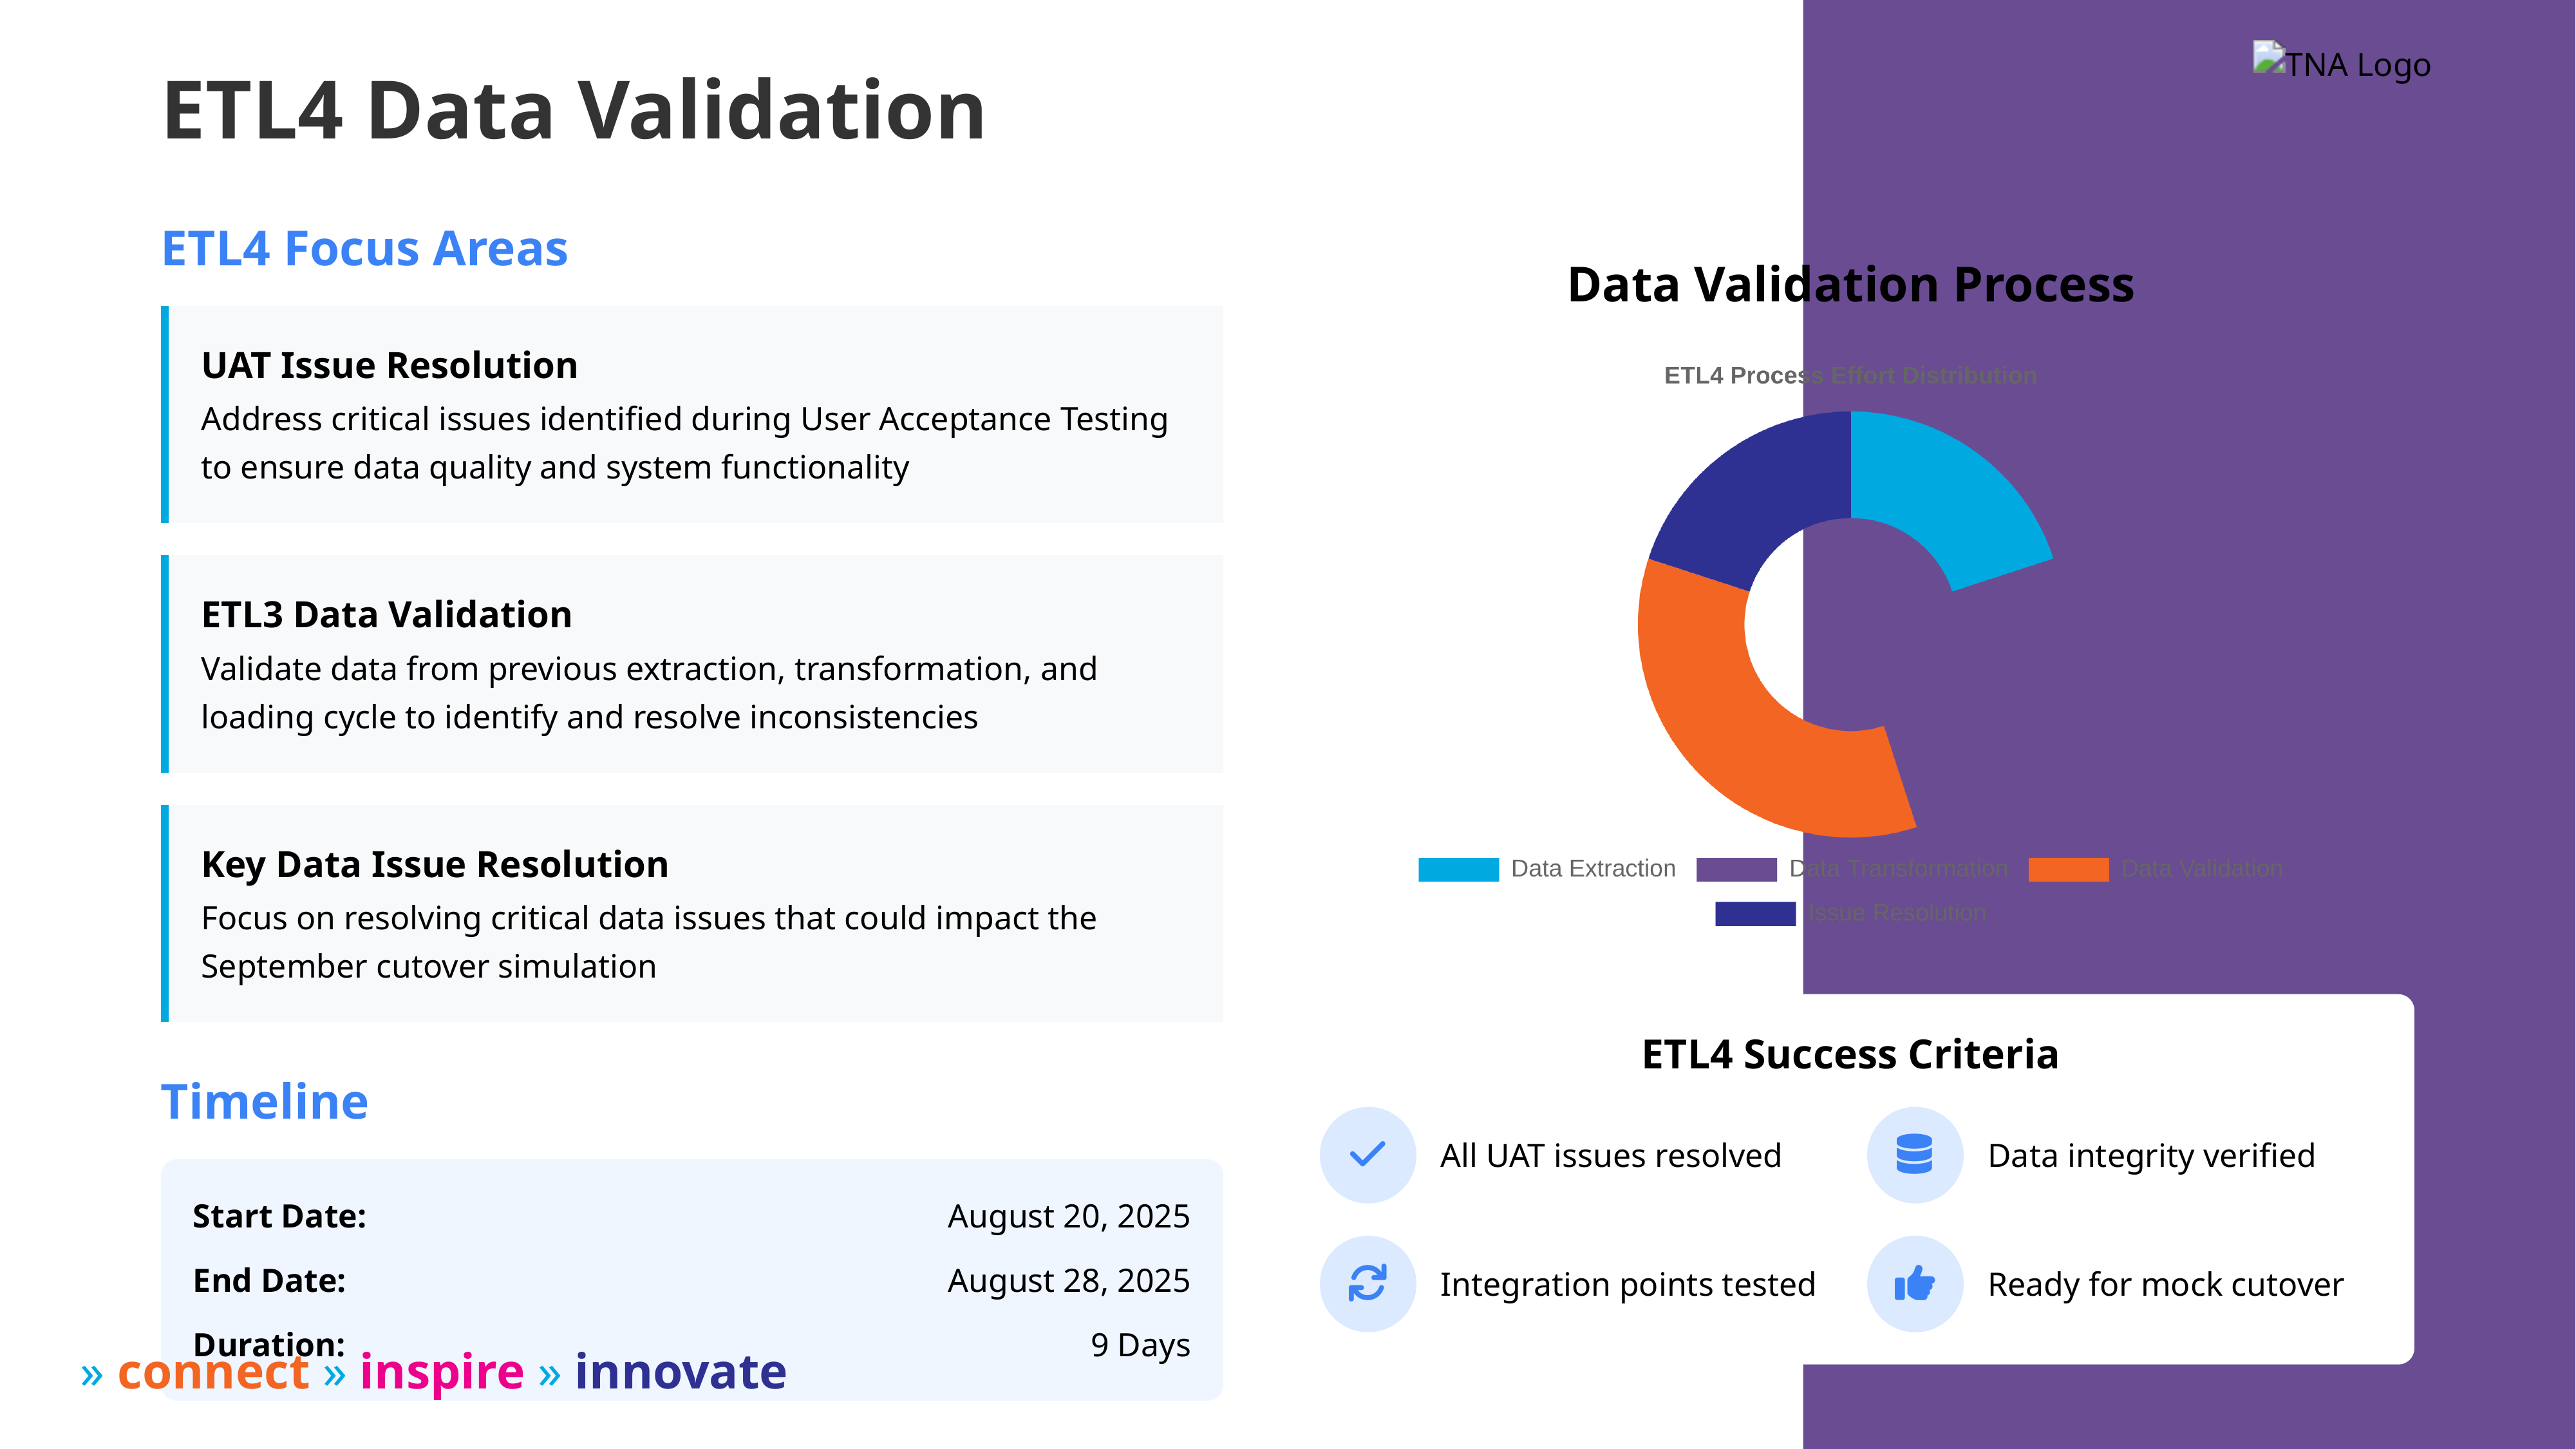 ETL4 Data Validation
TNA Logo
ETL4 Focus Areas
UAT Issue Resolution
Address critical issues identified during User Acceptance Testing
to ensure data quality and system functionality
ETL3 Data Validation
Validate data from previous extraction, transformation, and
loading cycle to identify and resolve inconsistencies
Key Data Issue Resolution
Focus on resolving critical data issues that could impact the
September cutover simulation
Timeline
Start Date: August 20, 2025
End Date: August 28, 2025
Duration: 9 Days
» connect » inspire » innovate
Data Validation Process
ETL4 Process Effort Distribution
Data Extraction Data Transformation Data Validation
Issue Resolution
ETL4 Success Criteria
All UAT issues resolved Data integrity verified
Integration points tested Ready for mock cutover